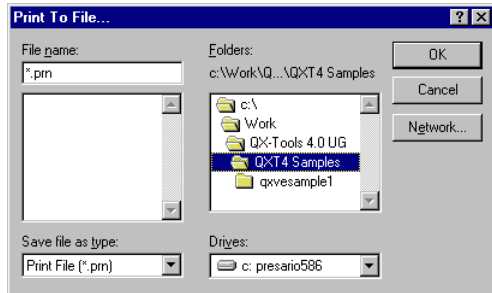 Print To File...
File name:
*.prn
Folders:
c:\Work\Q...\QXT4 Samples
c:\
Work
QX-Tools 4.0 UG
QXT4 Samples
qxvesample1
OK
Cancel
Network...
Save file as type:
Print File (*.prn)
Drives:
c: presario586